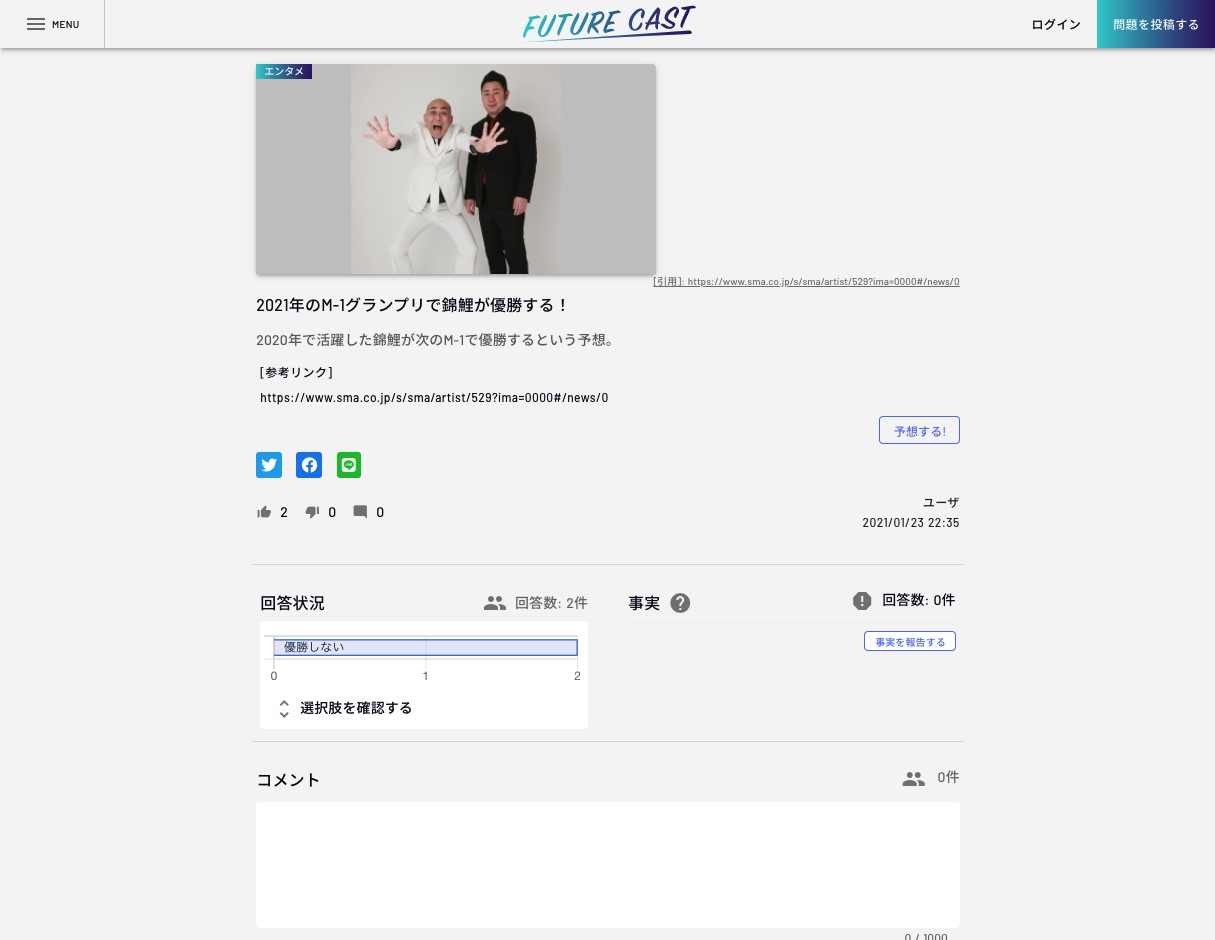 MENU
FUTURE CAST
ログイン
問題を投稿する
エンタメ
[引用]: https://www.sma.co.jp/s/sma/artist/529?ima=0000#/news/0
2021年のM-1グランプリで錦鯉が優勝する！
2020年で活躍した錦鯉が次のM-1で優勝するという予想。
[参考リンク]
https://www.sma.co.jp/s/sma/artist/529?ima=0000#/news/0
予想する!
2 0 0
ユーザ
2021/01/23 22:35
回答状況
回答数: 2件
優勝しない
0 1 2
選択肢を確認する
事実
回答数: 0件
事実を報告する
コメント
0件
0 / 1000